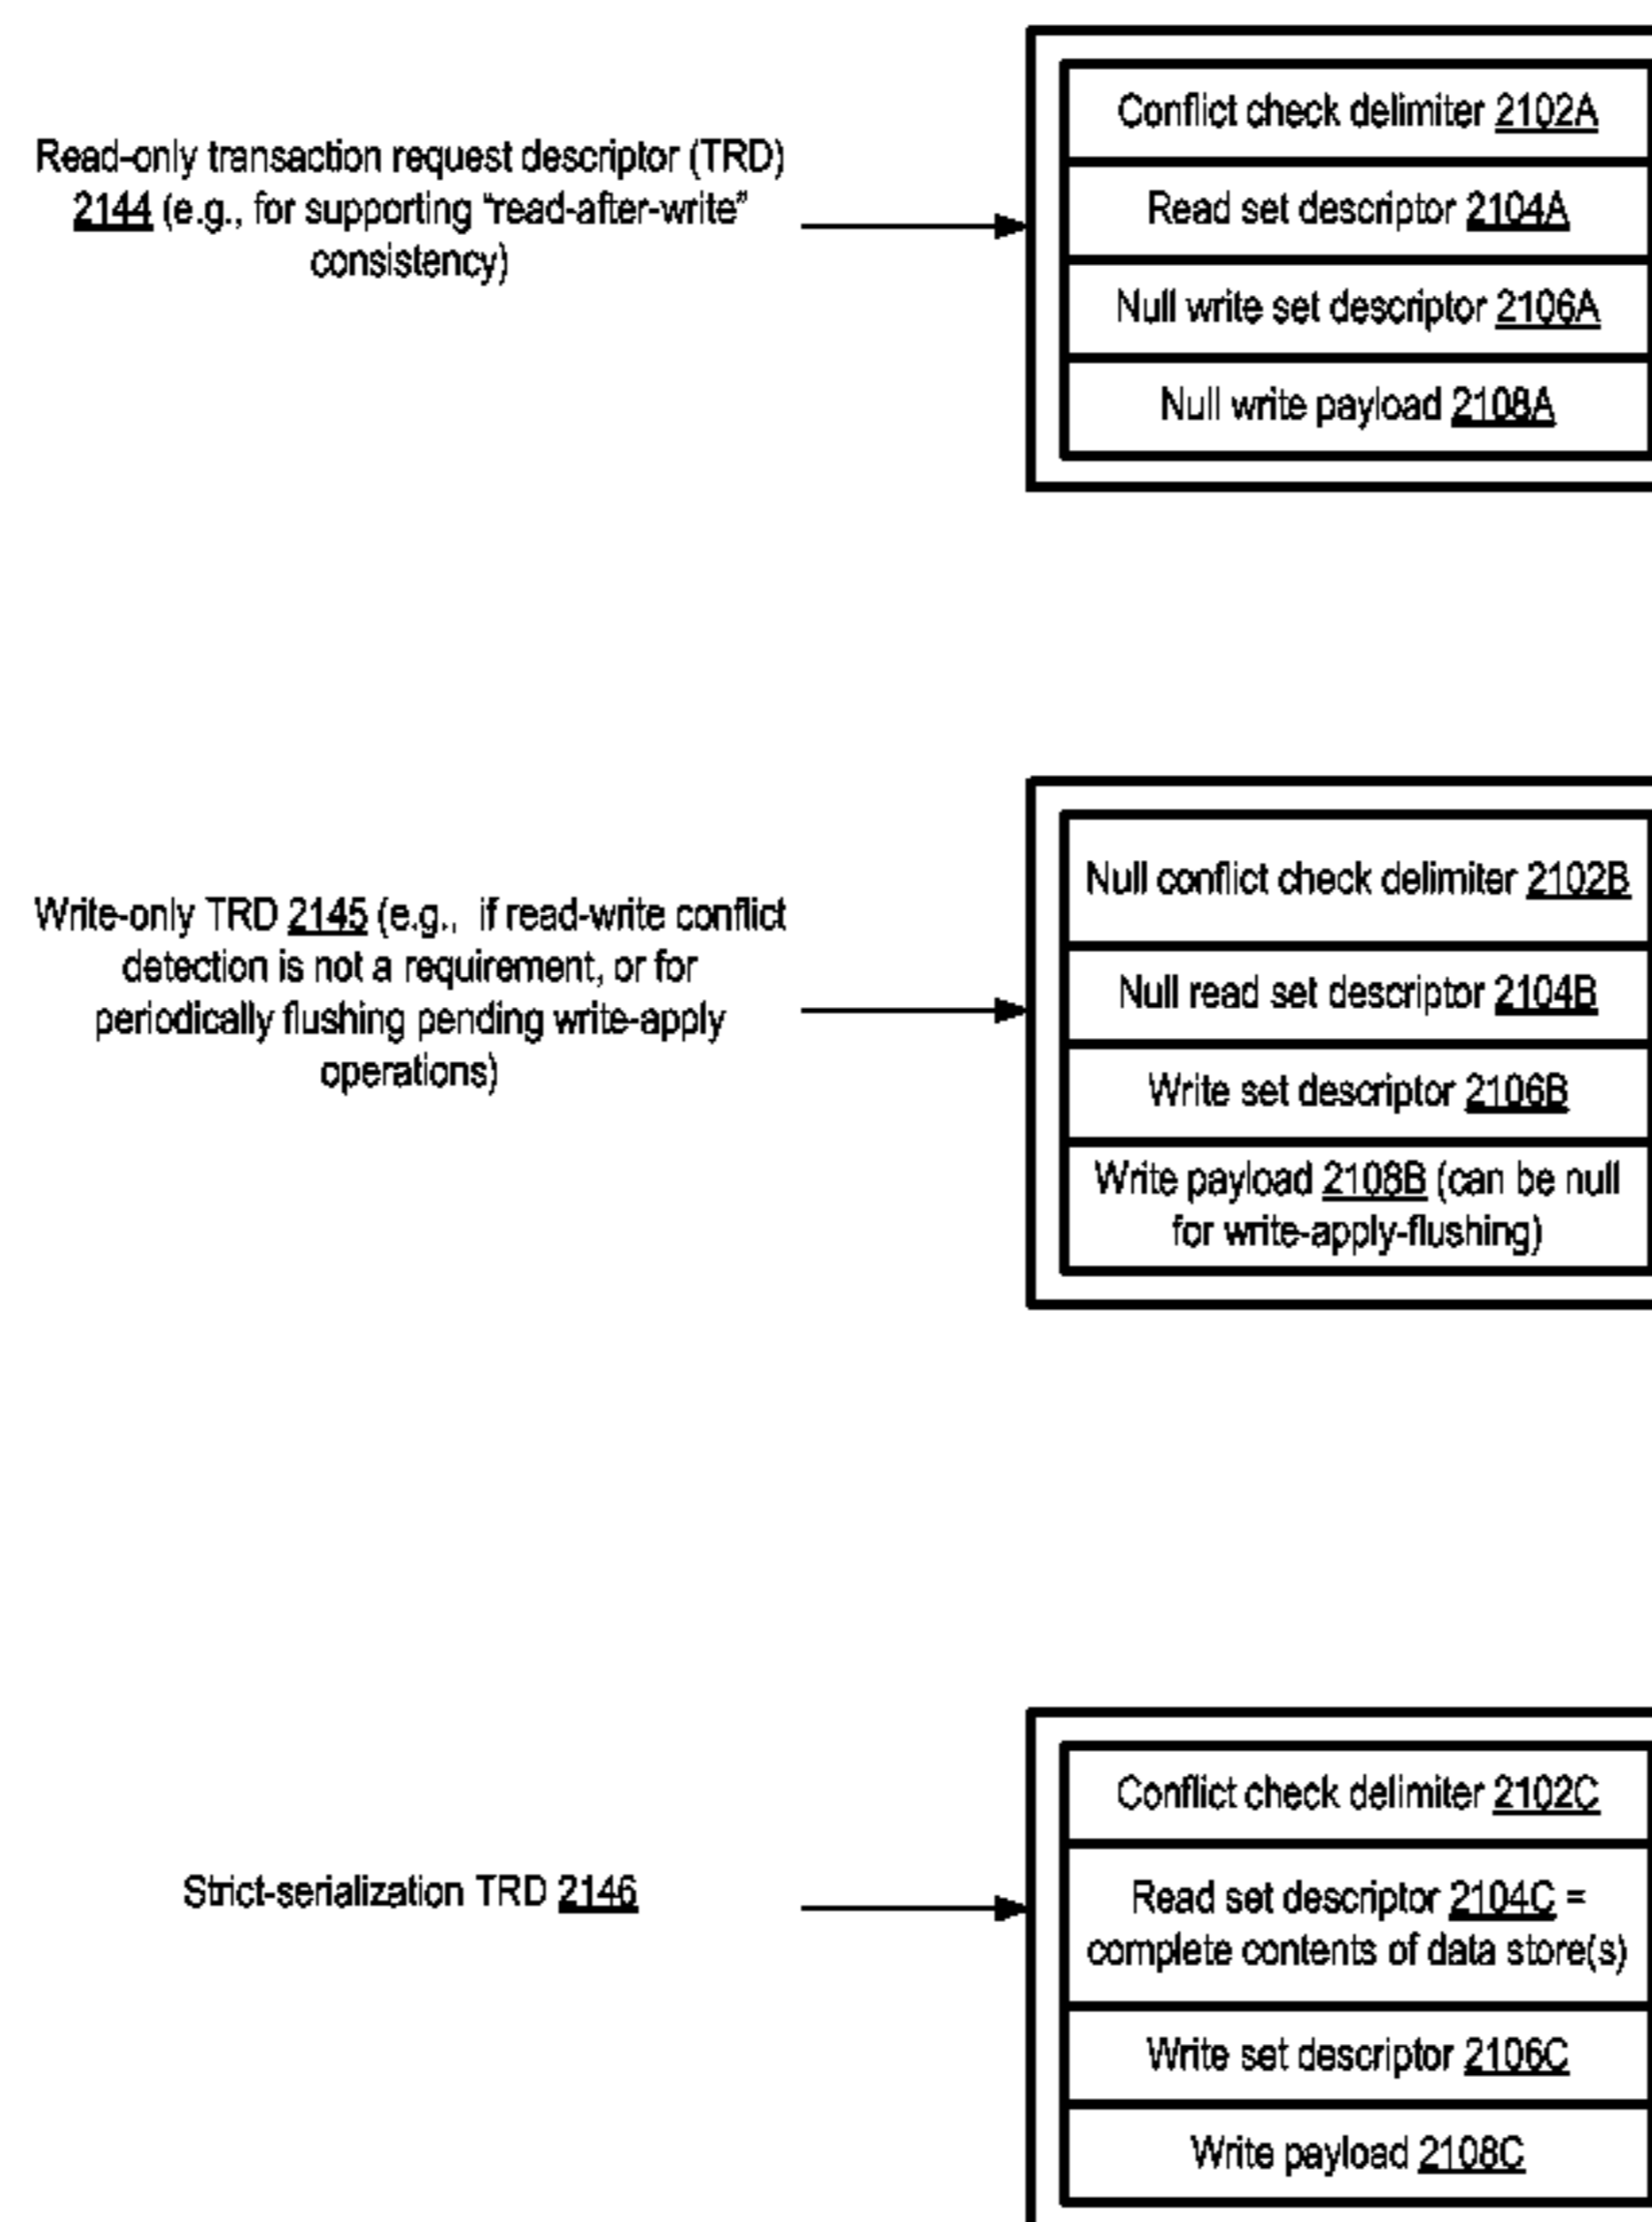 Read-only transaction request descriptor (TRD)
2144 (e.g., for supporting "read-after-write"
consistency)
Conflict check delimiter 2102A
Read set descriptor 2104A
Null write set descriptor 2106A
Null write payload 2108A
Write-only TRD 2145 (e.g., if read-write conflict
detection is not a requirement, or for
periodically flushing pending write-apply
operations)
Null conflict check delimiter 2102B
Null read set descriptor 2104B
Write set descriptor 2106B
Write payload 2108B (can be null
for write-apply-flushing)
Strict-serialization TRD 2146
Conflict check delimiter 2102C
Read set descriptor 2104C =
complete contents of data store(s)
Write set descriptor 2106C
Write payload 2108C